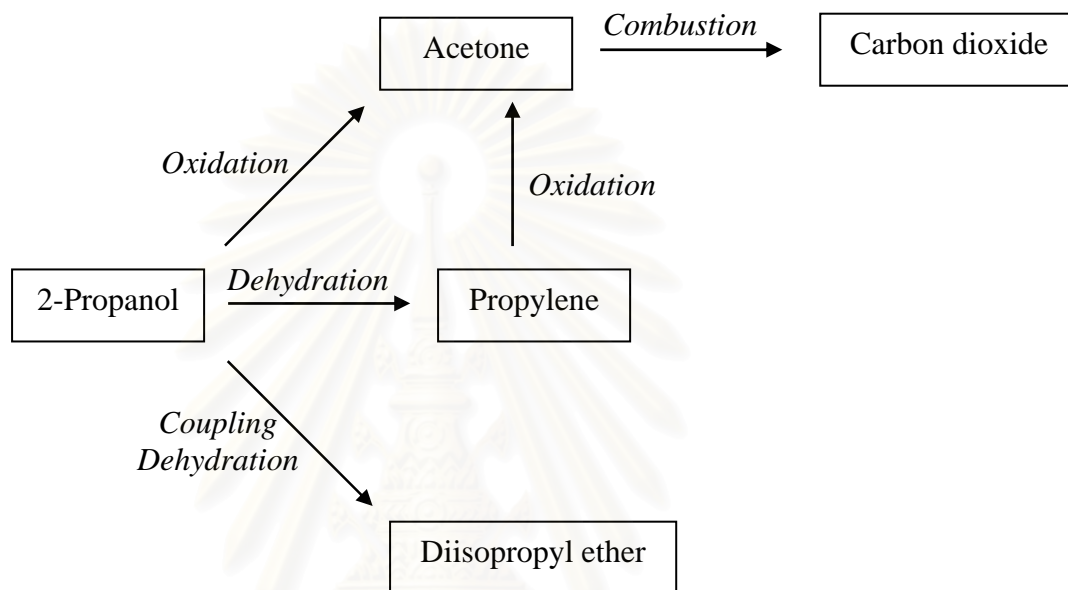 Acetone
Combustion
Carbon dioxide
Oxidation
Oxidation
2-Propanol
Dehydration
Propylene
Coupling
Dehydration
Diisopropyl ether